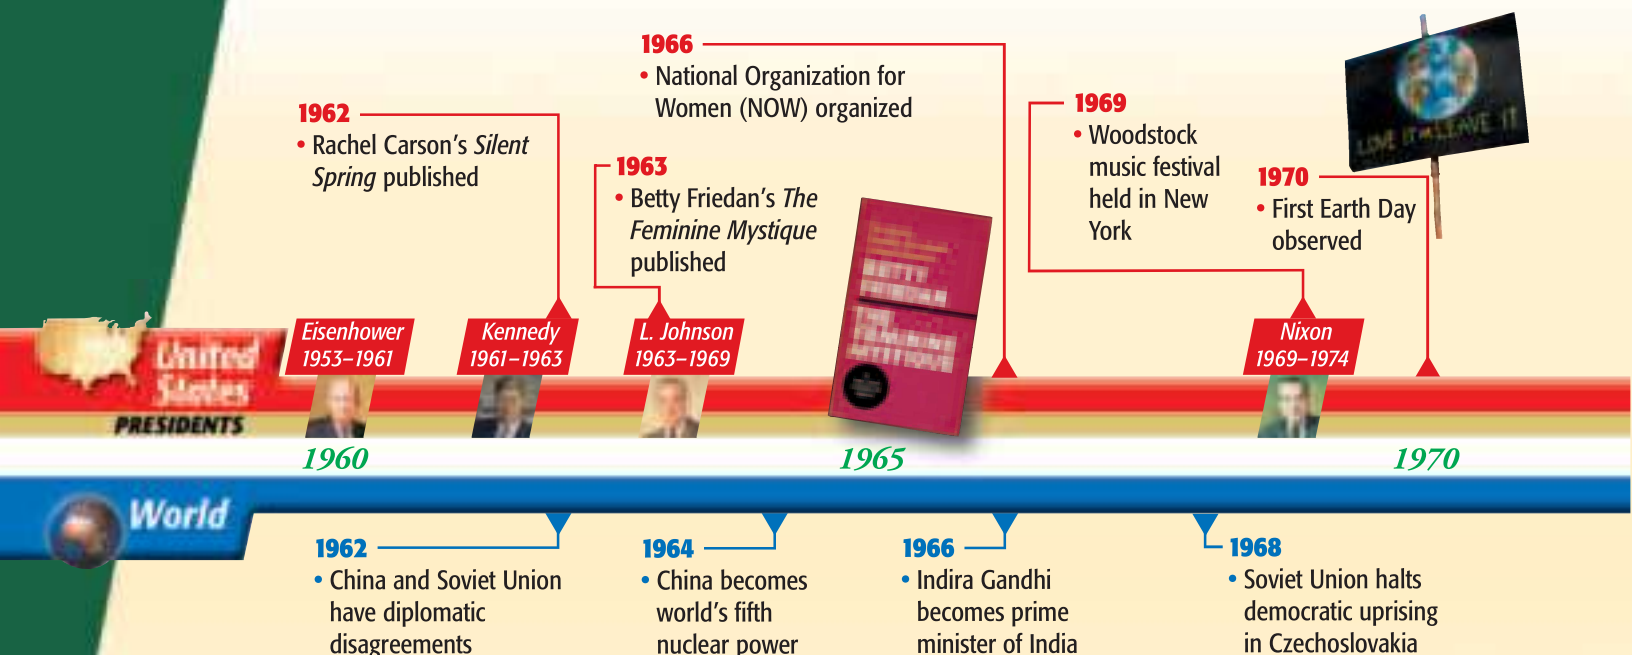 1966
• National Organization for
Women (NOW) organized
1962
• Rachel Carson's Silent
Spring published
1963
• Betty Friedan's The
Feminine Mystique
published
1969
• Woodstock
music festival
held in New
York
1970
• First Earth Day
observed
LOVE IT OR LEAVE IT
United
States
PRESIDENTS
Eisenhower
1953–1961
Kennedy
1961–1963
L. Johnson
1963–1969
Nixon
1969–1974
1960
1965
1970
World
1962
• China and Soviet Union
have diplomatic
disagreements
1964
• China becomes
world's fifth
nuclear power
1966
• Indira Gandhi
becomes prime
minister of India
1968
• Soviet Union halts
democratic uprising
in Czechoslovakia